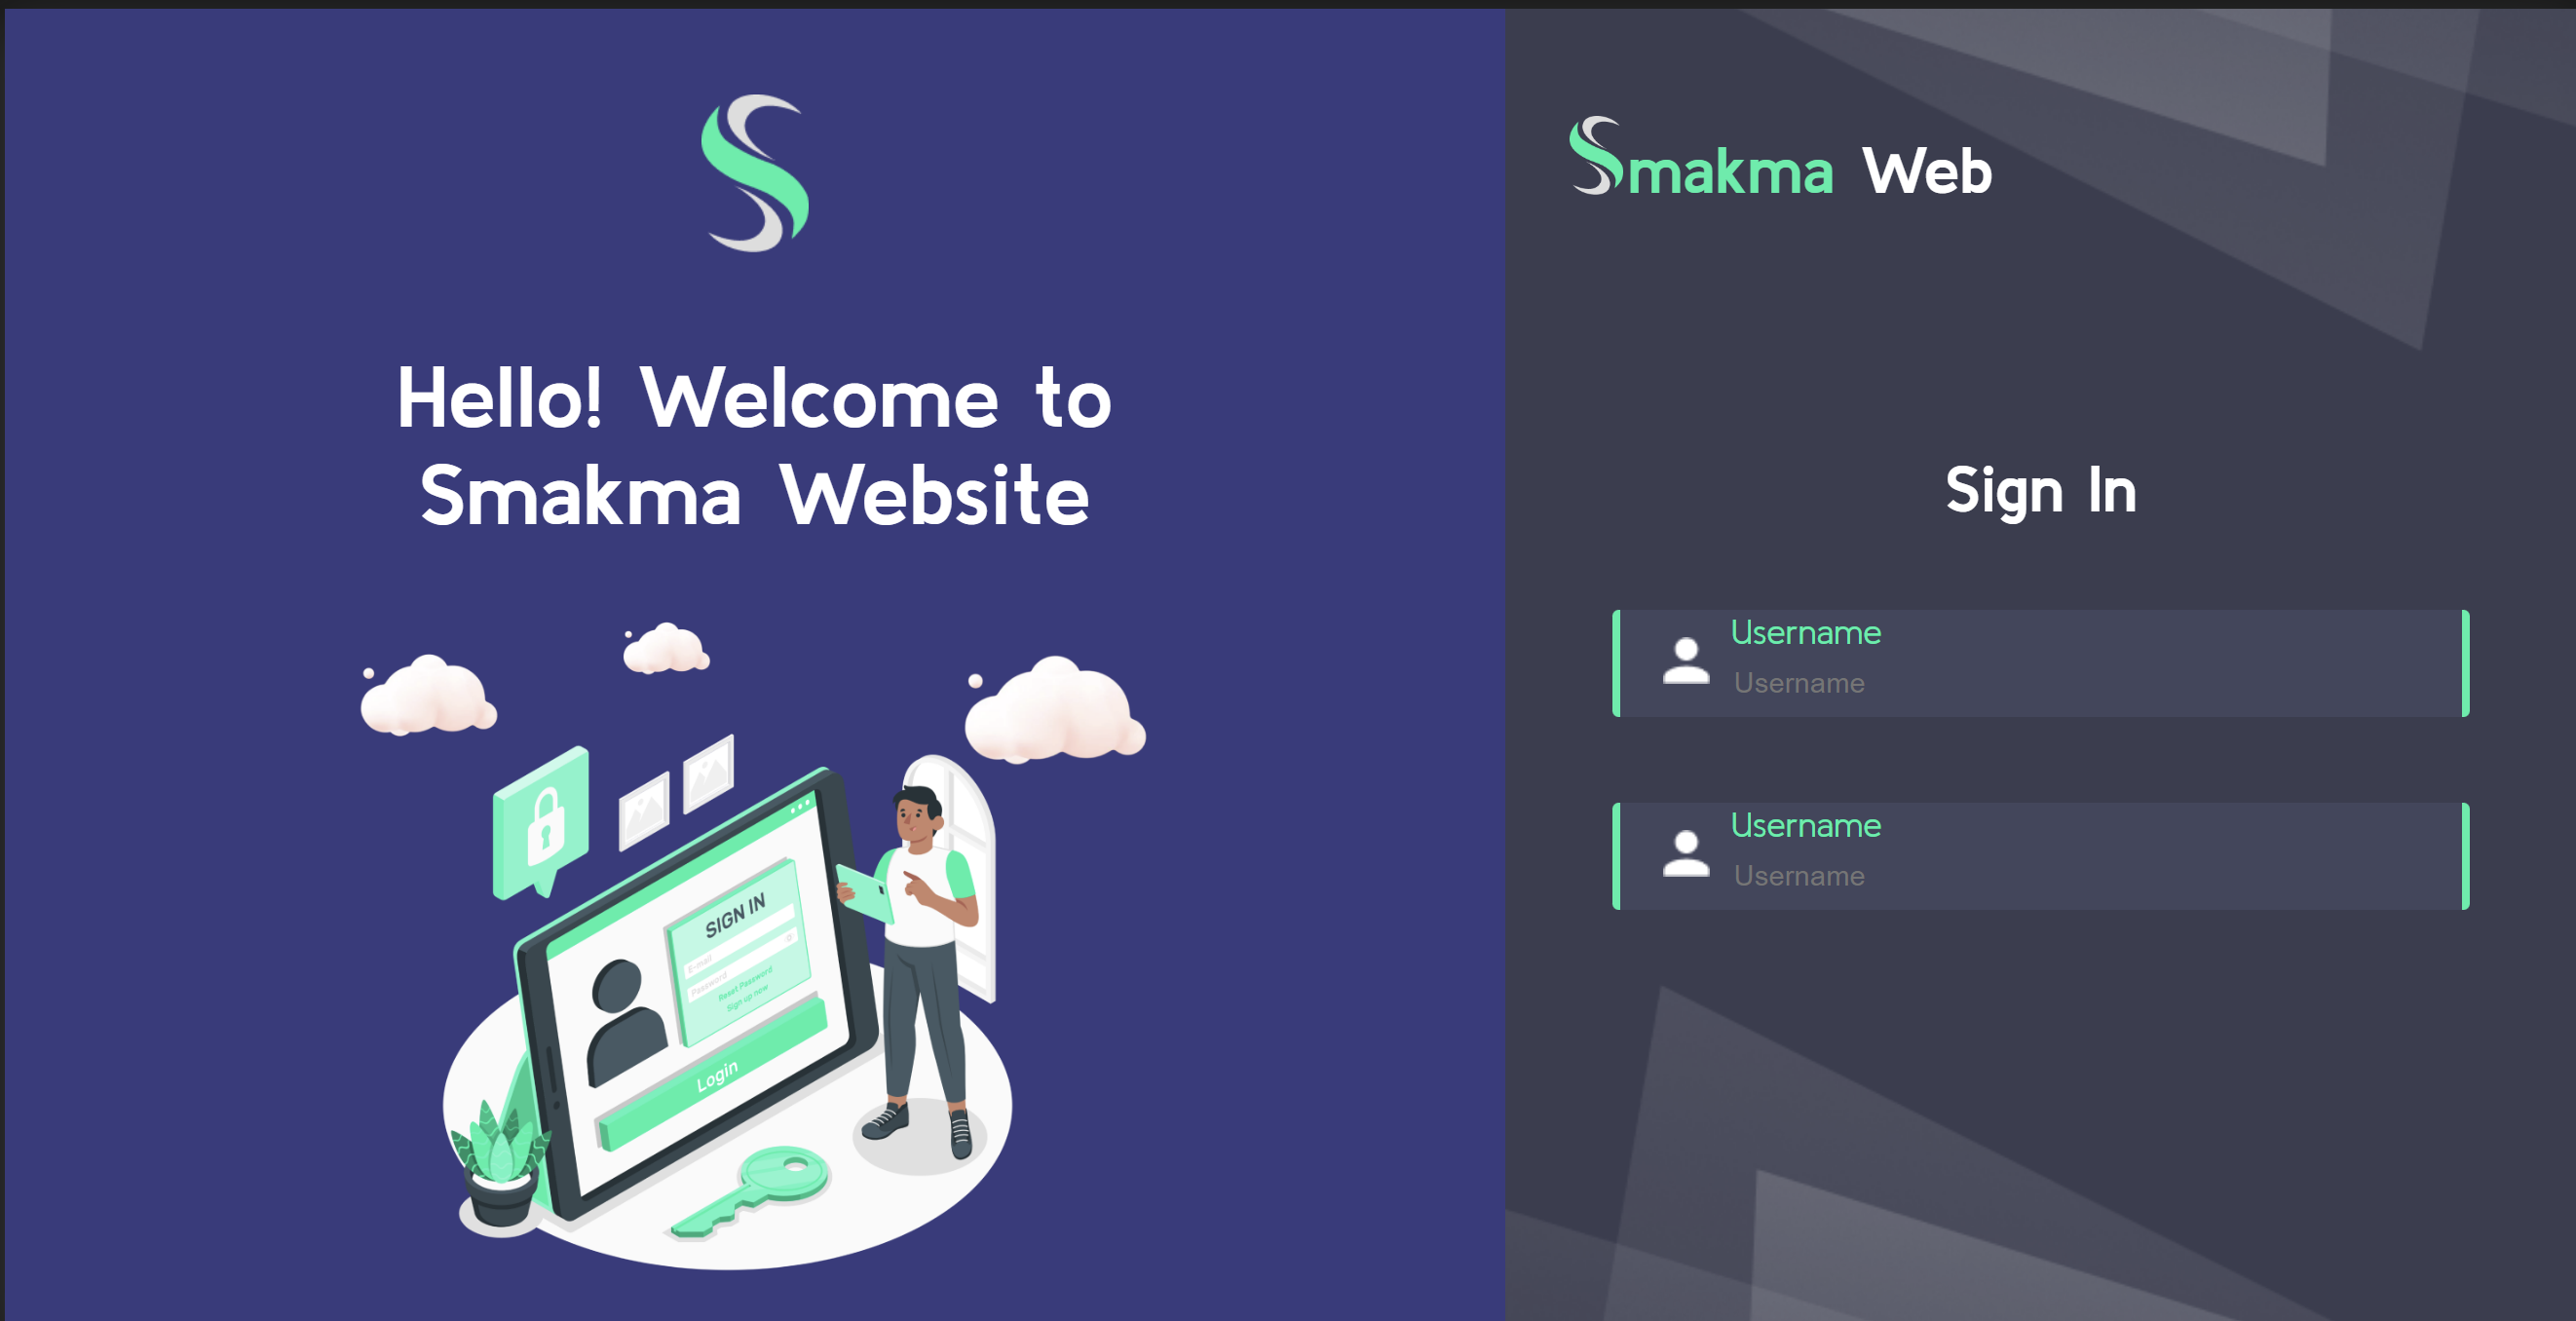 Hello! Welcome to
Smakma Website
SIGN IN
E-mail
Password
Reset Password
Sign up now
Login
Smakma Web
Sign In
Username
Username
Username
Username